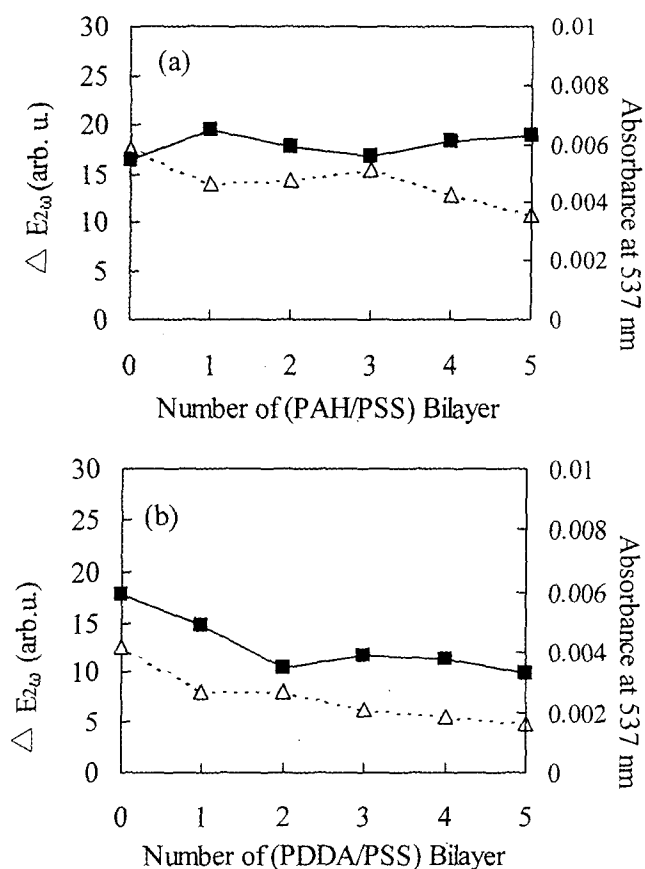 (a)
30
25
20
15
10
5
0
△ E2ω (arb. u.)
0.01
0.008
0.006
0.004
0.002
0
Absorbance at 537 nm
0 1 2 3 4 5
Number of (PAH/PSS) Bilayer
(b)
30
25
20
15
10
5
0
△ E2ω (arb.u.)
0.01
0.008
0.006
0.004
0.002
0
Absorbance at 537 nm
0 1 2 3 4 5
Number of (PDDA/PSS) Bilayer